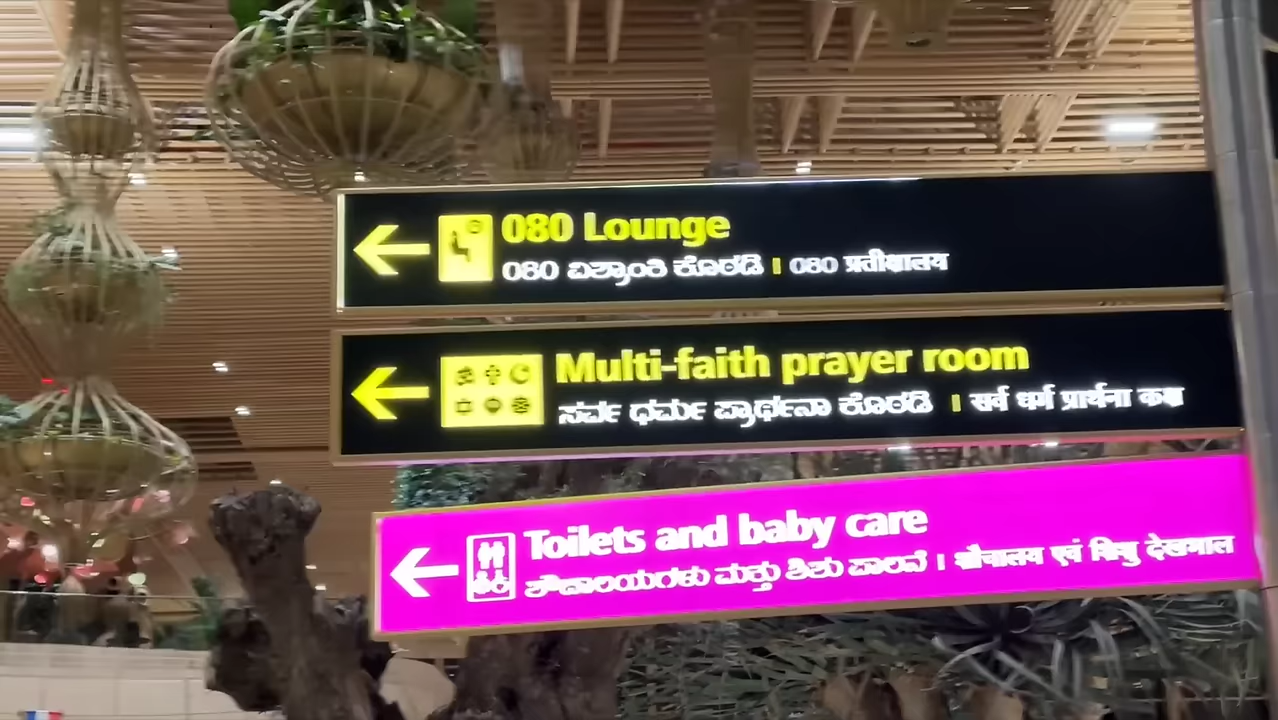 080 Lounge
080 ವಿಶ್ರಾಂತಿ ಕೊಠಡಿ | 080 प्रतीक्षालय
Multi-faith prayer room
ಸರ್ವ ಧರ್ಮ ಪ್ರಾರ್ಥನಾ ಕೊಠಡಿ | सर्व धर्म प्रार्थना कक्ष
Toilets and baby care
ಶೌಚಾಲಯಗಳು ಮತ್ತು ಶಿಶು ಪಾಲನೆ | शौचालय एवं शिशु देखभाल